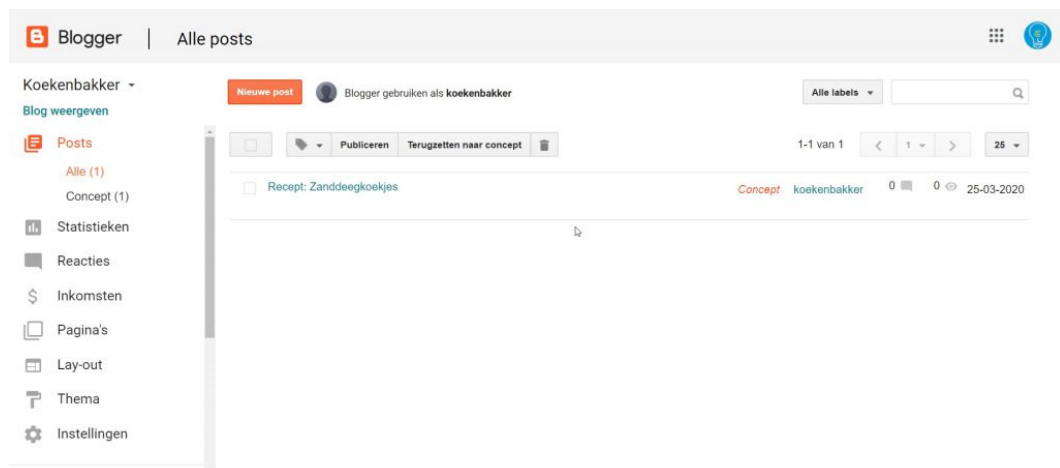 Blogger | Alle posts
Koekenbakker
Blog weergeven
Nieuwe post Blogger gebruiken als koekenbakker Alle labels
Posts
Alle (1)
Concept (1)
Statistieken
Reacties
Inkomsten
Pagina's
Lay-out
Thema
Instellingen
Publiceren Terugzetten naar concept 1-1 van 1 1 25
Recept: Zanddeegkoekjes Concept koekenbakker 0 0 25-03-2020